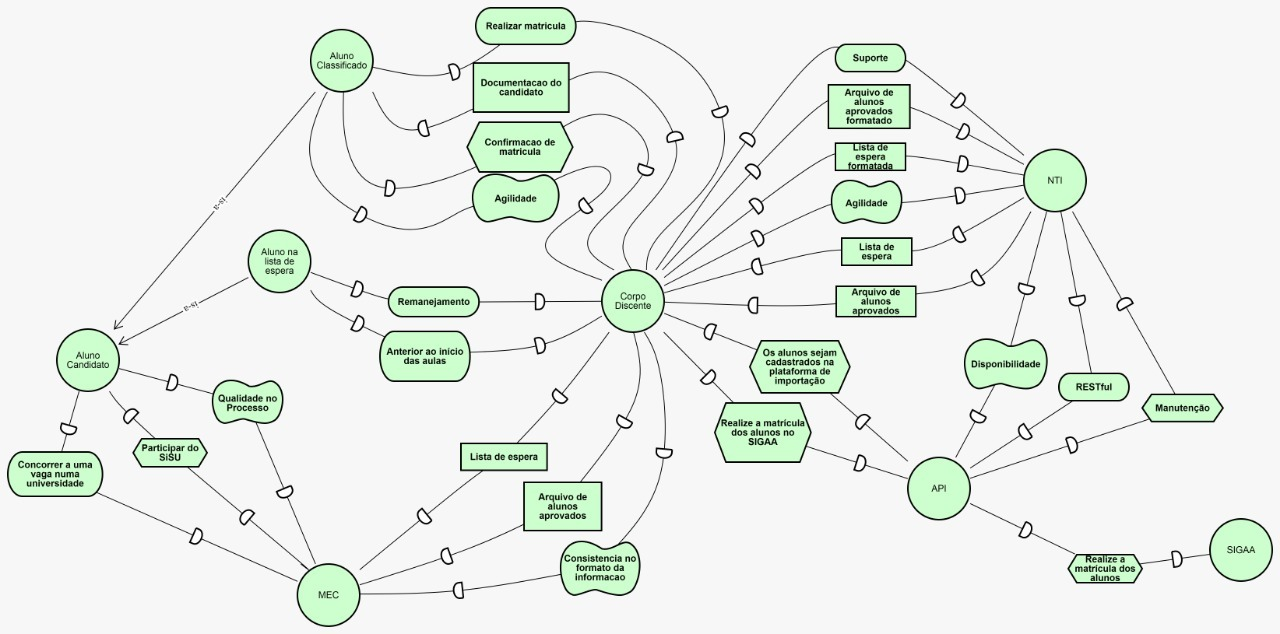 Realizar matricula
Aluno
Classificado
Suporte
Documentacao do
candidato
Arquivo de
alunos
aprovados
formatado
Confirmacao de
matricula
Lista de
espera
formatada
NTI
Agilidade
Agilidade
is-a
Aluno na
lista de
espera
Lista de
espera
is-a
Remanejamento
Corpo
Discente
Arquivo de
alunos
aprovados
Anterior ao inicio
das aulas
Aluno
Candidato
Os alunos sejam
cadastrados na
plataforma de
importação
Disponibilidade
RESTful
Qualidade no
Processo
Manutenção
Realize a matrícula
dos alunos no
SIGAA
Participar do
SiSU
Lista de espera
Concorrer a uma
vaga numa
universidade
API
Arquivo de
alunos
aprovados
SIGAA
Consistencia no
formato da
informacao
Realize a
matrícula dos
alunos
MEC